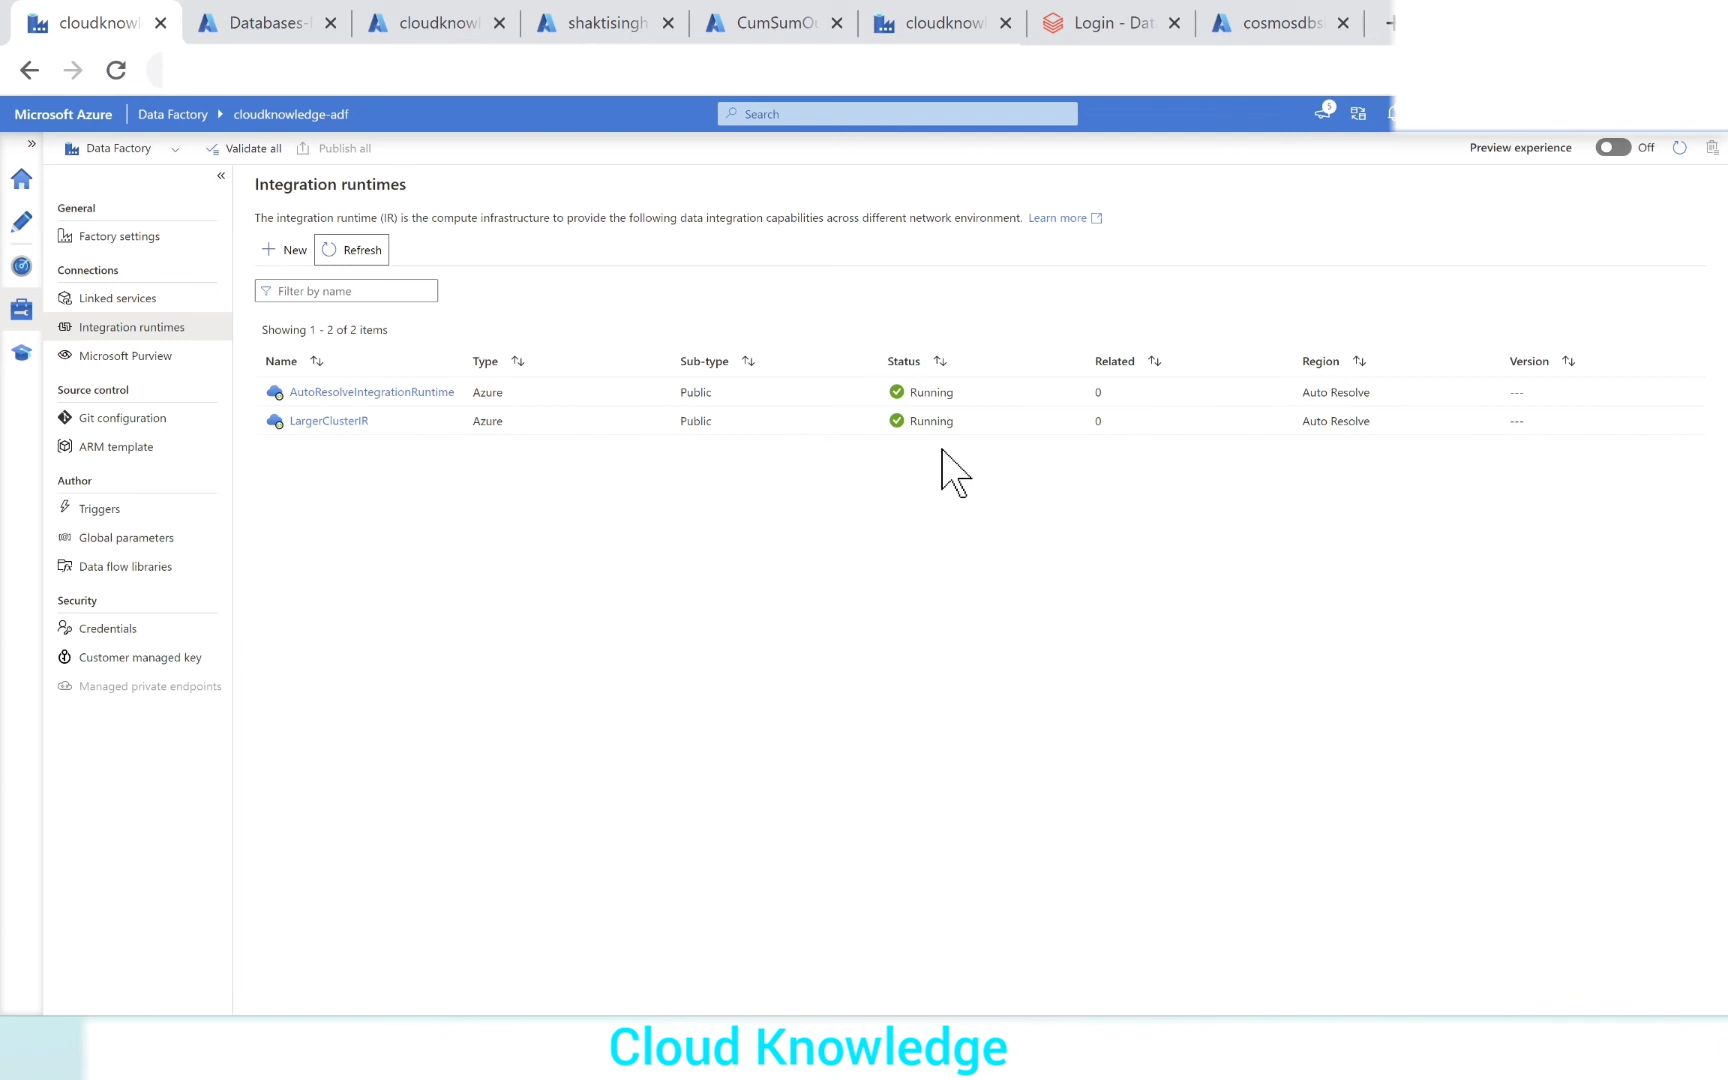 cloudknowl
Databases-
cloudknowl
shaktisingh
CumSumO
cloudknowl
Login - Dat
cosmosdbs
Microsoft Azure
Data Factory
cloudknowledge-adf
Search
5
Data Factory
Validate all
Publish all
Preview experience
Off
General
Factory settings
Connections
Linked services
Integration runtimes
Microsoft Purview
Source control
Git configuration
ARM template
Author
Triggers
Global parameters
Data flow libraries
Security
Credentials
Customer managed key
Managed private endpoints
Integration runtimes
The integration runtime (IR) is the compute infrastructure to provide the following data integration capabilities across different network environment. Learn more
New
Refresh
Filter by name
Showing 1 - 2 of 2 items
Name Type Sub-type Status Related Region Version
AutoResolveIntegrationRuntime Azure Public Running 0 Auto Resolve ---
LargerClusterIR Azure Public Running 0 Auto Resolve ---
Cloud Knowledge